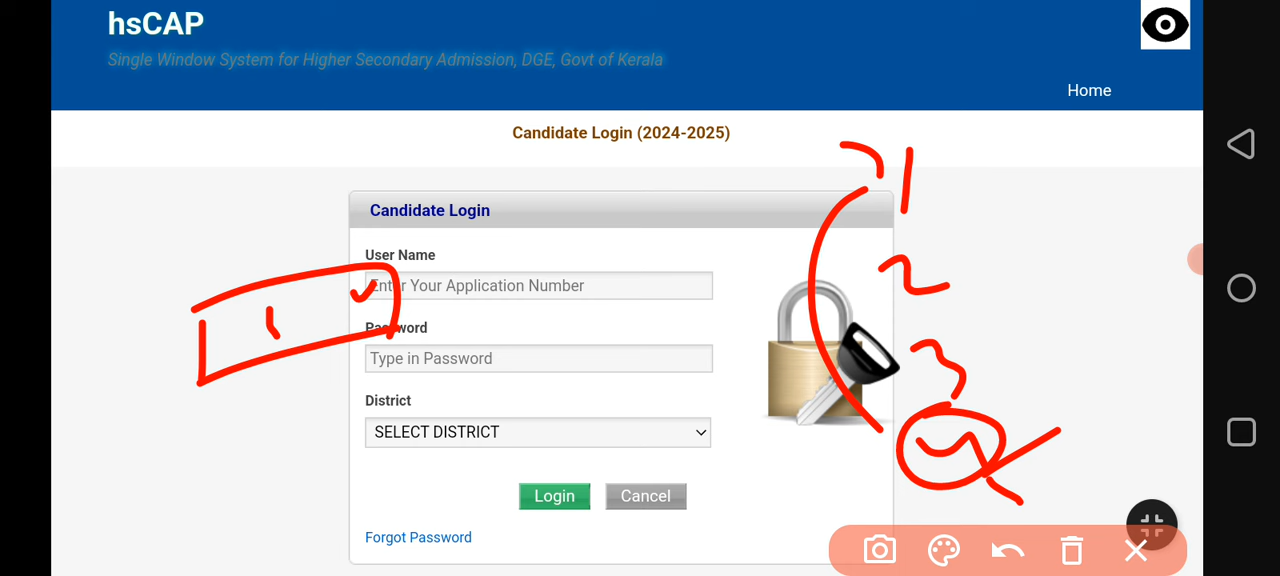 hsCAP
Single Window System for Higher Secondary Admission, DGE, Govt of Kerala
Home
Candidate Login (2024-2025)
Candidate Login
User Name
Enter Your Application Number
Password
Type in Password
District
SELECT DISTRICT
Login Cancel
Forgot Password
1
1
2
3